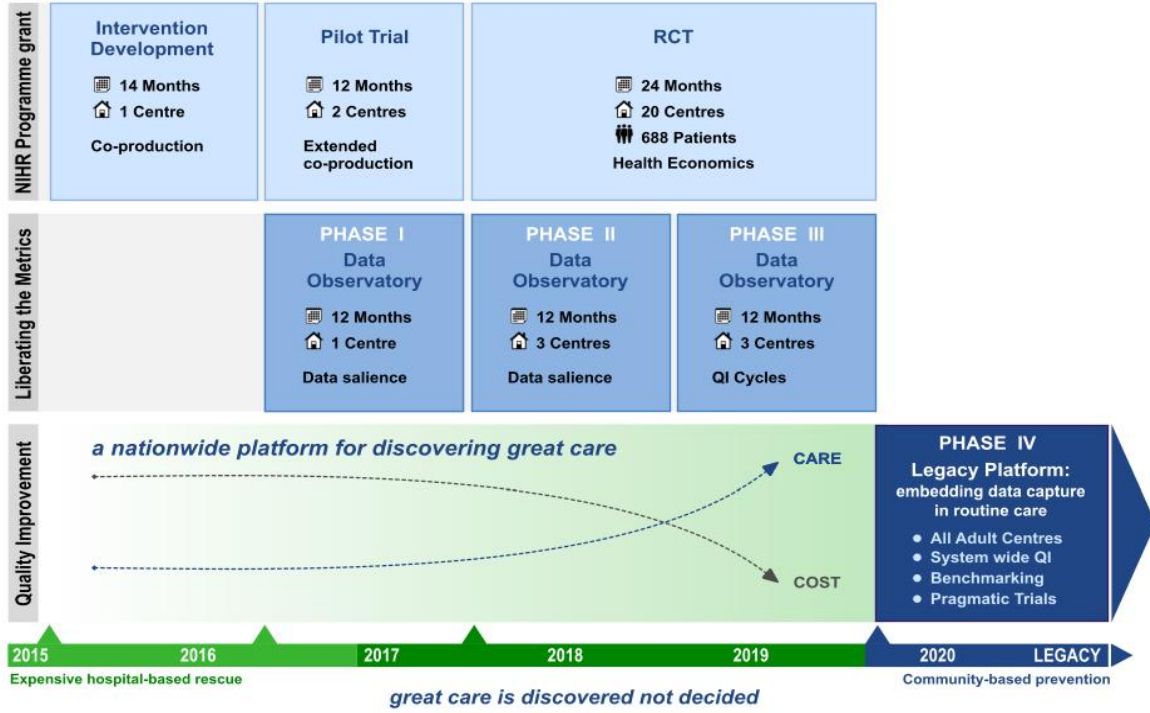 NIHR Programme grant
Intervention
Development
14 Months
1 Centre
Co-production
Pilot Trial
12 Months
2 Centres
Extended
co-production
RCT
24 Months
20 Centres
688 Patients
Health Economics
Liberating the Metrics
PHASE I
Data
Observatory
12 Months
1 Centre
Data salience
PHASE II
Data
Observatory
12 Months
3 Centres
Data salience
PHASE III
Data
Observatory
12 Months
3 Centres
QI Cycles
Quality Improvement
a nationwide platform for discovering great care
CARE
COST
PHASE IV
Legacy Platform:
embedding data capture
in routine care
● All Adult Centres
● System wide QI
● Benchmarking
● Pragmatic Trials
2015 2016 2017 2018 2019 2020 LEGACY
Expensive hospital-based rescue
Community-based prevention
great care is discovered not decided